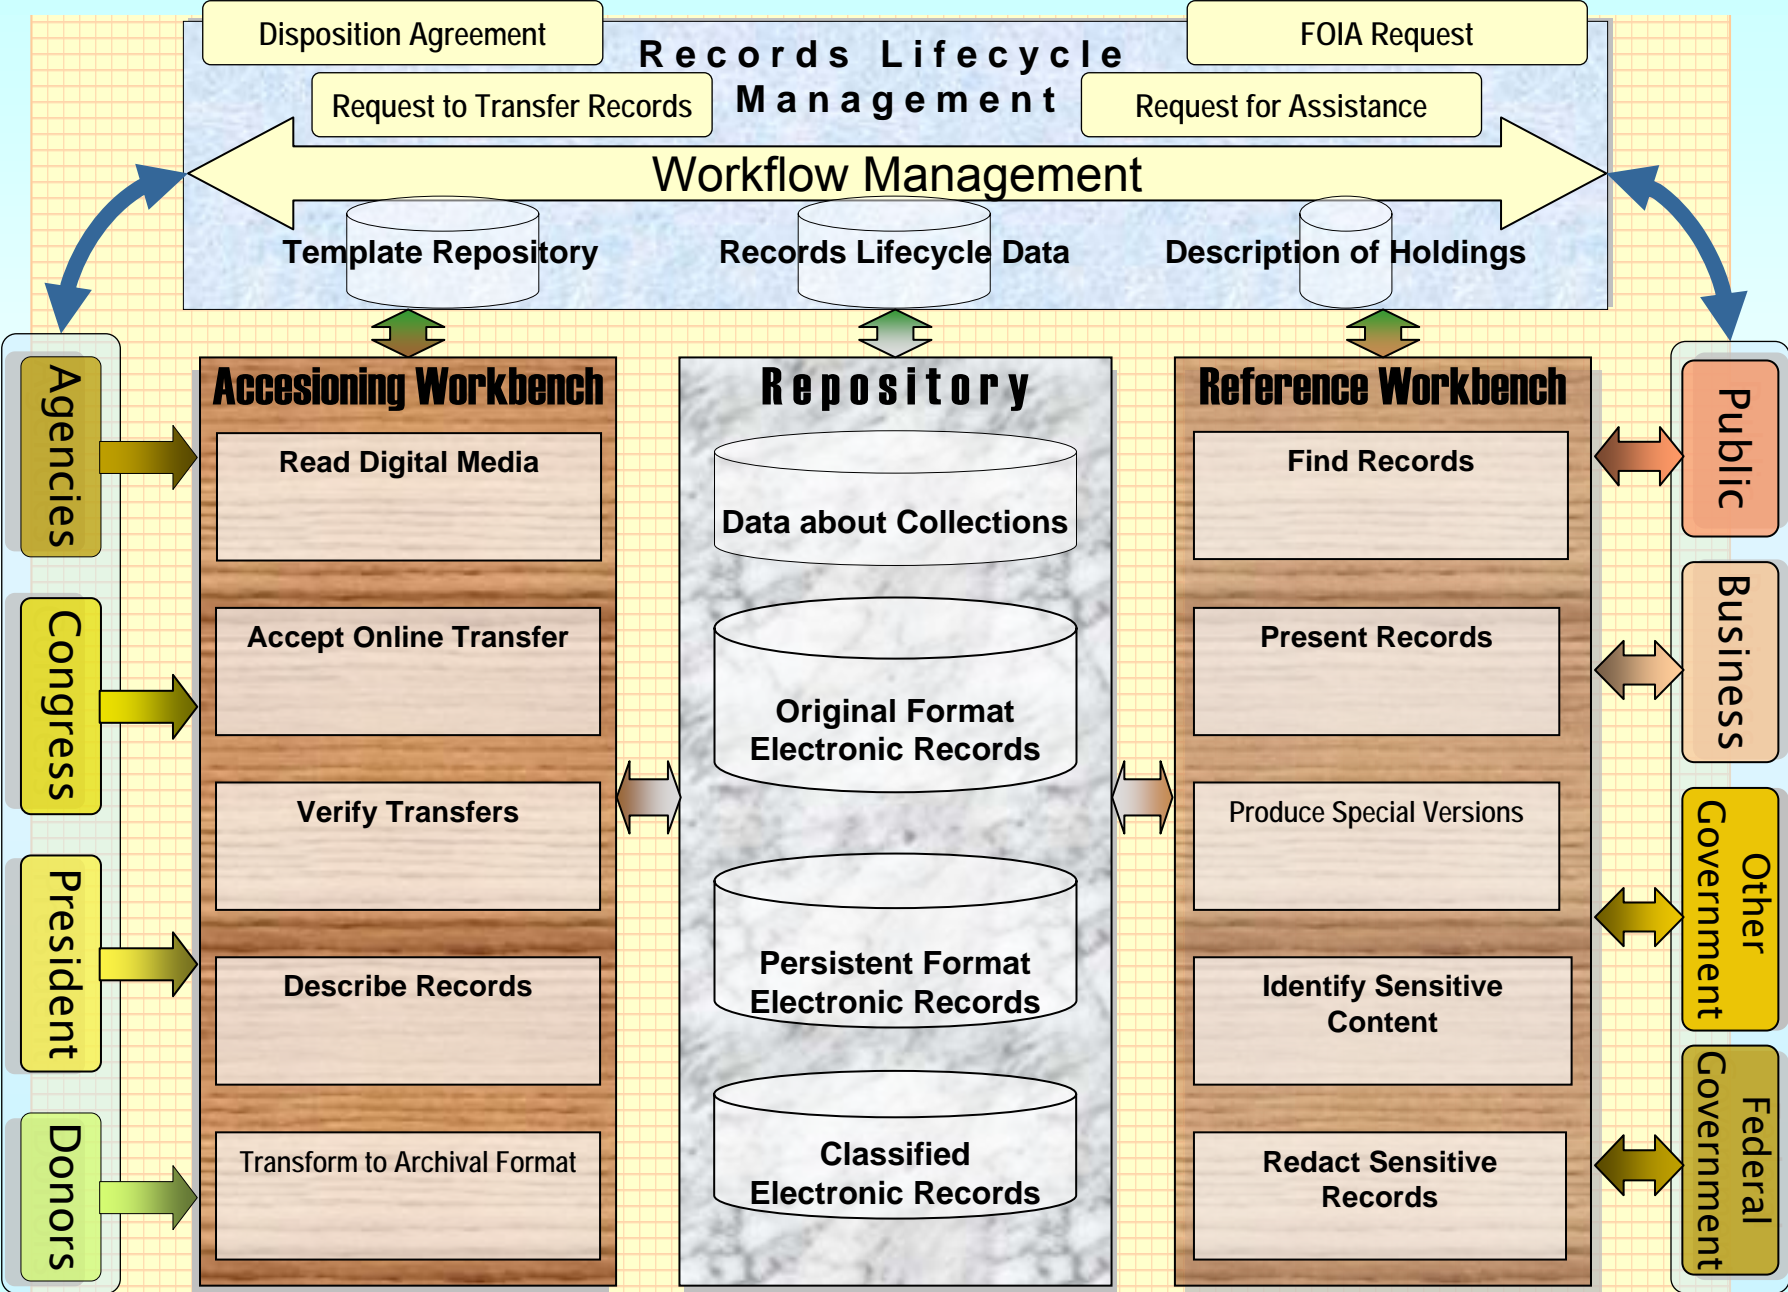 Disposition Agreement
FOIA Request
Records Lifecycle
Management
Request to Transfer Records
Request for Assistance
Workflow Management
Template Repository
Records Lifecycle Data
Description of Holdings
Agencies
Congress
President
Donors
Accesioning Workbench
Read Digital Media
Accept Online Transfer
Verify Transfers
Describe Records
Transform to Archival Format
Repository
Data about Collections
Original Format
Electronic Records
Persistent Format
Electronic Records
Classified
Electronic Records
Reference Workbench
Find Records
Present Records
Produce Special Versions
Identify Sensitive
Content
Redact Sensitive
Records
Public
Business
Other
Government
Federal
Government